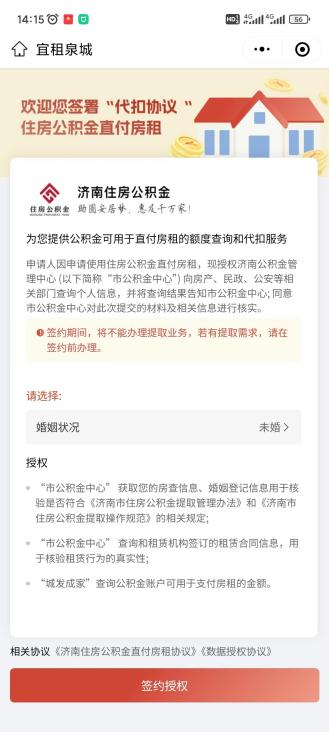 14:15
HD 4G 4G 56
宜租泉城
欢迎您签署“代扣协议“
住房公积金直付房租
住房公积金
济南住房公积金
助圆安居梦，惠及千万家！
为您提供公积金可用于直付房租的额度查询和代扣服务
申请人因申请使用住房公积金直付房租，现授权济南公积金管
理中心 (以下简称“市公积金中心”) 向房产、民政、公安等相
关部门查询个人信息，并将查询结果告知市公积金中心; 同意
市公积金中心对此次提交的材料及相关信息进行核实。
签约期间，将不能办理提取业务，若有提取需求，请在
签约前办理。
请选择:
婚姻状况 未婚
授权
“市公积金中心” 获取您的房查信息、婚姻登记信息用于核
验是否符合《济南市住房公积金提取管理办法》和《济南市
住房公积金提取操作规范》的相关规定;
“市公积金中心” 查询和租赁机构签订的租赁合同信息，用
于核验租赁行为的真实性;
“城发成家”查询公积金账户可用于支付房租的金额。
相关协议《济南住房公积金直付房租协议》《数据授权协议》
签约授权